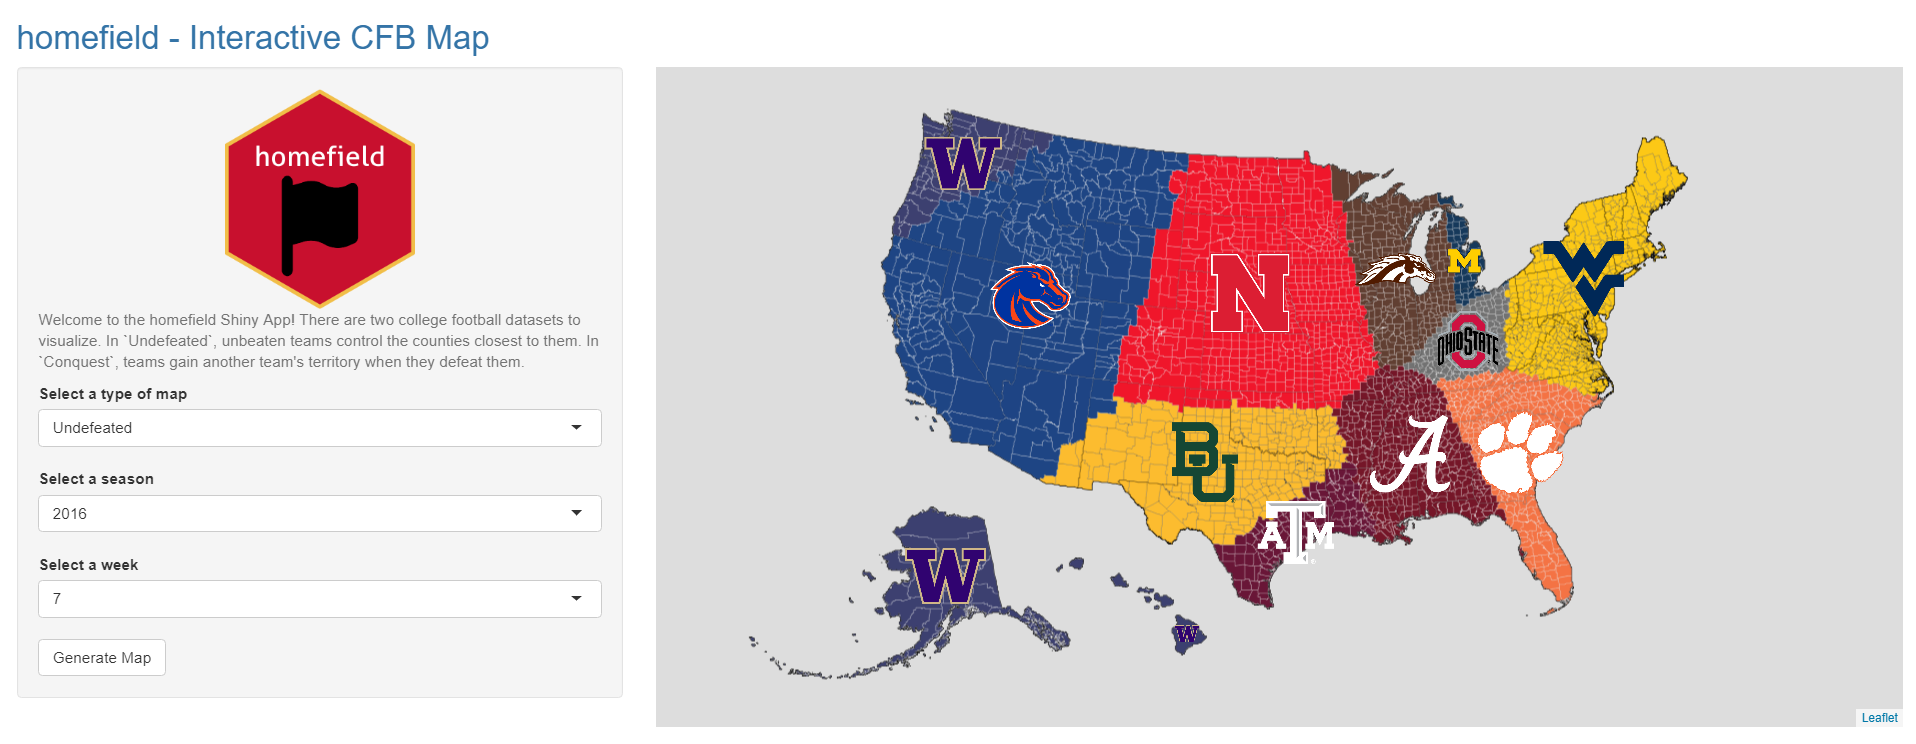 homefield - Interactive CFB Map
homefield
Welcome to the homefield Shiny App! There are two college football datasets to
visualize. In `Undefeated`, unbeaten teams control the counties closest to them. In
`Conquest`, teams gain another team's territory when they defeat them.
Select a type of map
Undefeated
Select a season
2016
Select a week
7
Generate Map
W
N
M
WV
OHIO STATE
BU
A
ATM
W
W
Leaflet